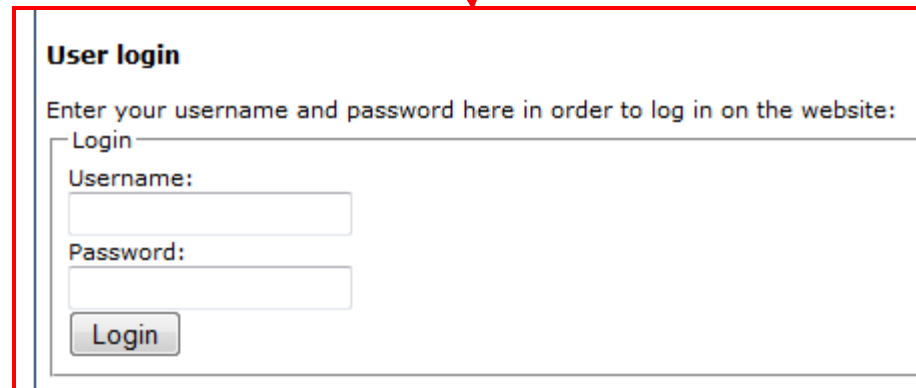 User login
Enter your username and password here in order to log in on the website:
Login
Username:
Password:
Login